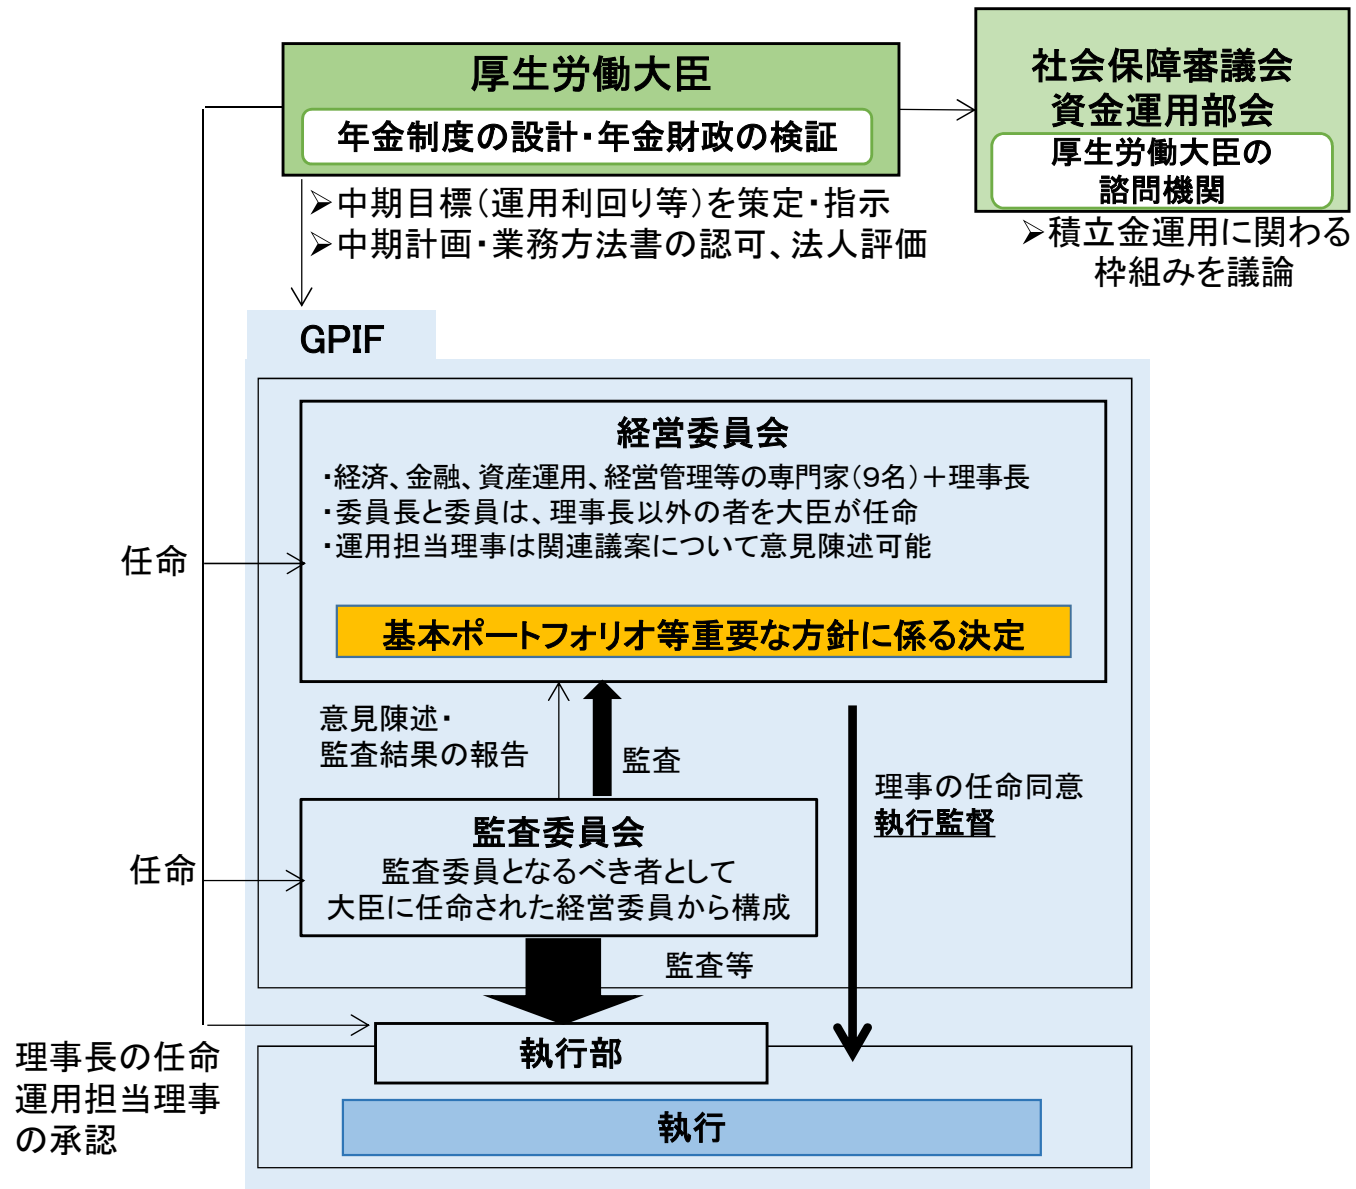 厚生労働大臣
年金制度の設計・年金財政の検証
社会保障審議会
資金運用部会
厚生労働大臣の
諮問機関
➢中期目標（運用利回り等）を策定・指示
➢中期計画・業務方法書の認可、法人評価
➢積立金運用に関わる
枠組みを議論
GPIF
経営委員会
・経済、金融、資産運用、経営管理等の専門家（９名）＋理事長
・委員長と委員は、理事長以外の者を大臣が任命
・運用担当理事は関連議案について意見陳述可能
任命
基本ポートフォリオ等重要な方針に係る決定
意見陳述・
監査結果の報告
監査
理事の任命同意
執行監督
監査委員会
監査委員となるべき者として
大臣に任命された経営委員から構成
任命
監査等
執行部
理事長の任命
運用担当理事
の承認
執行